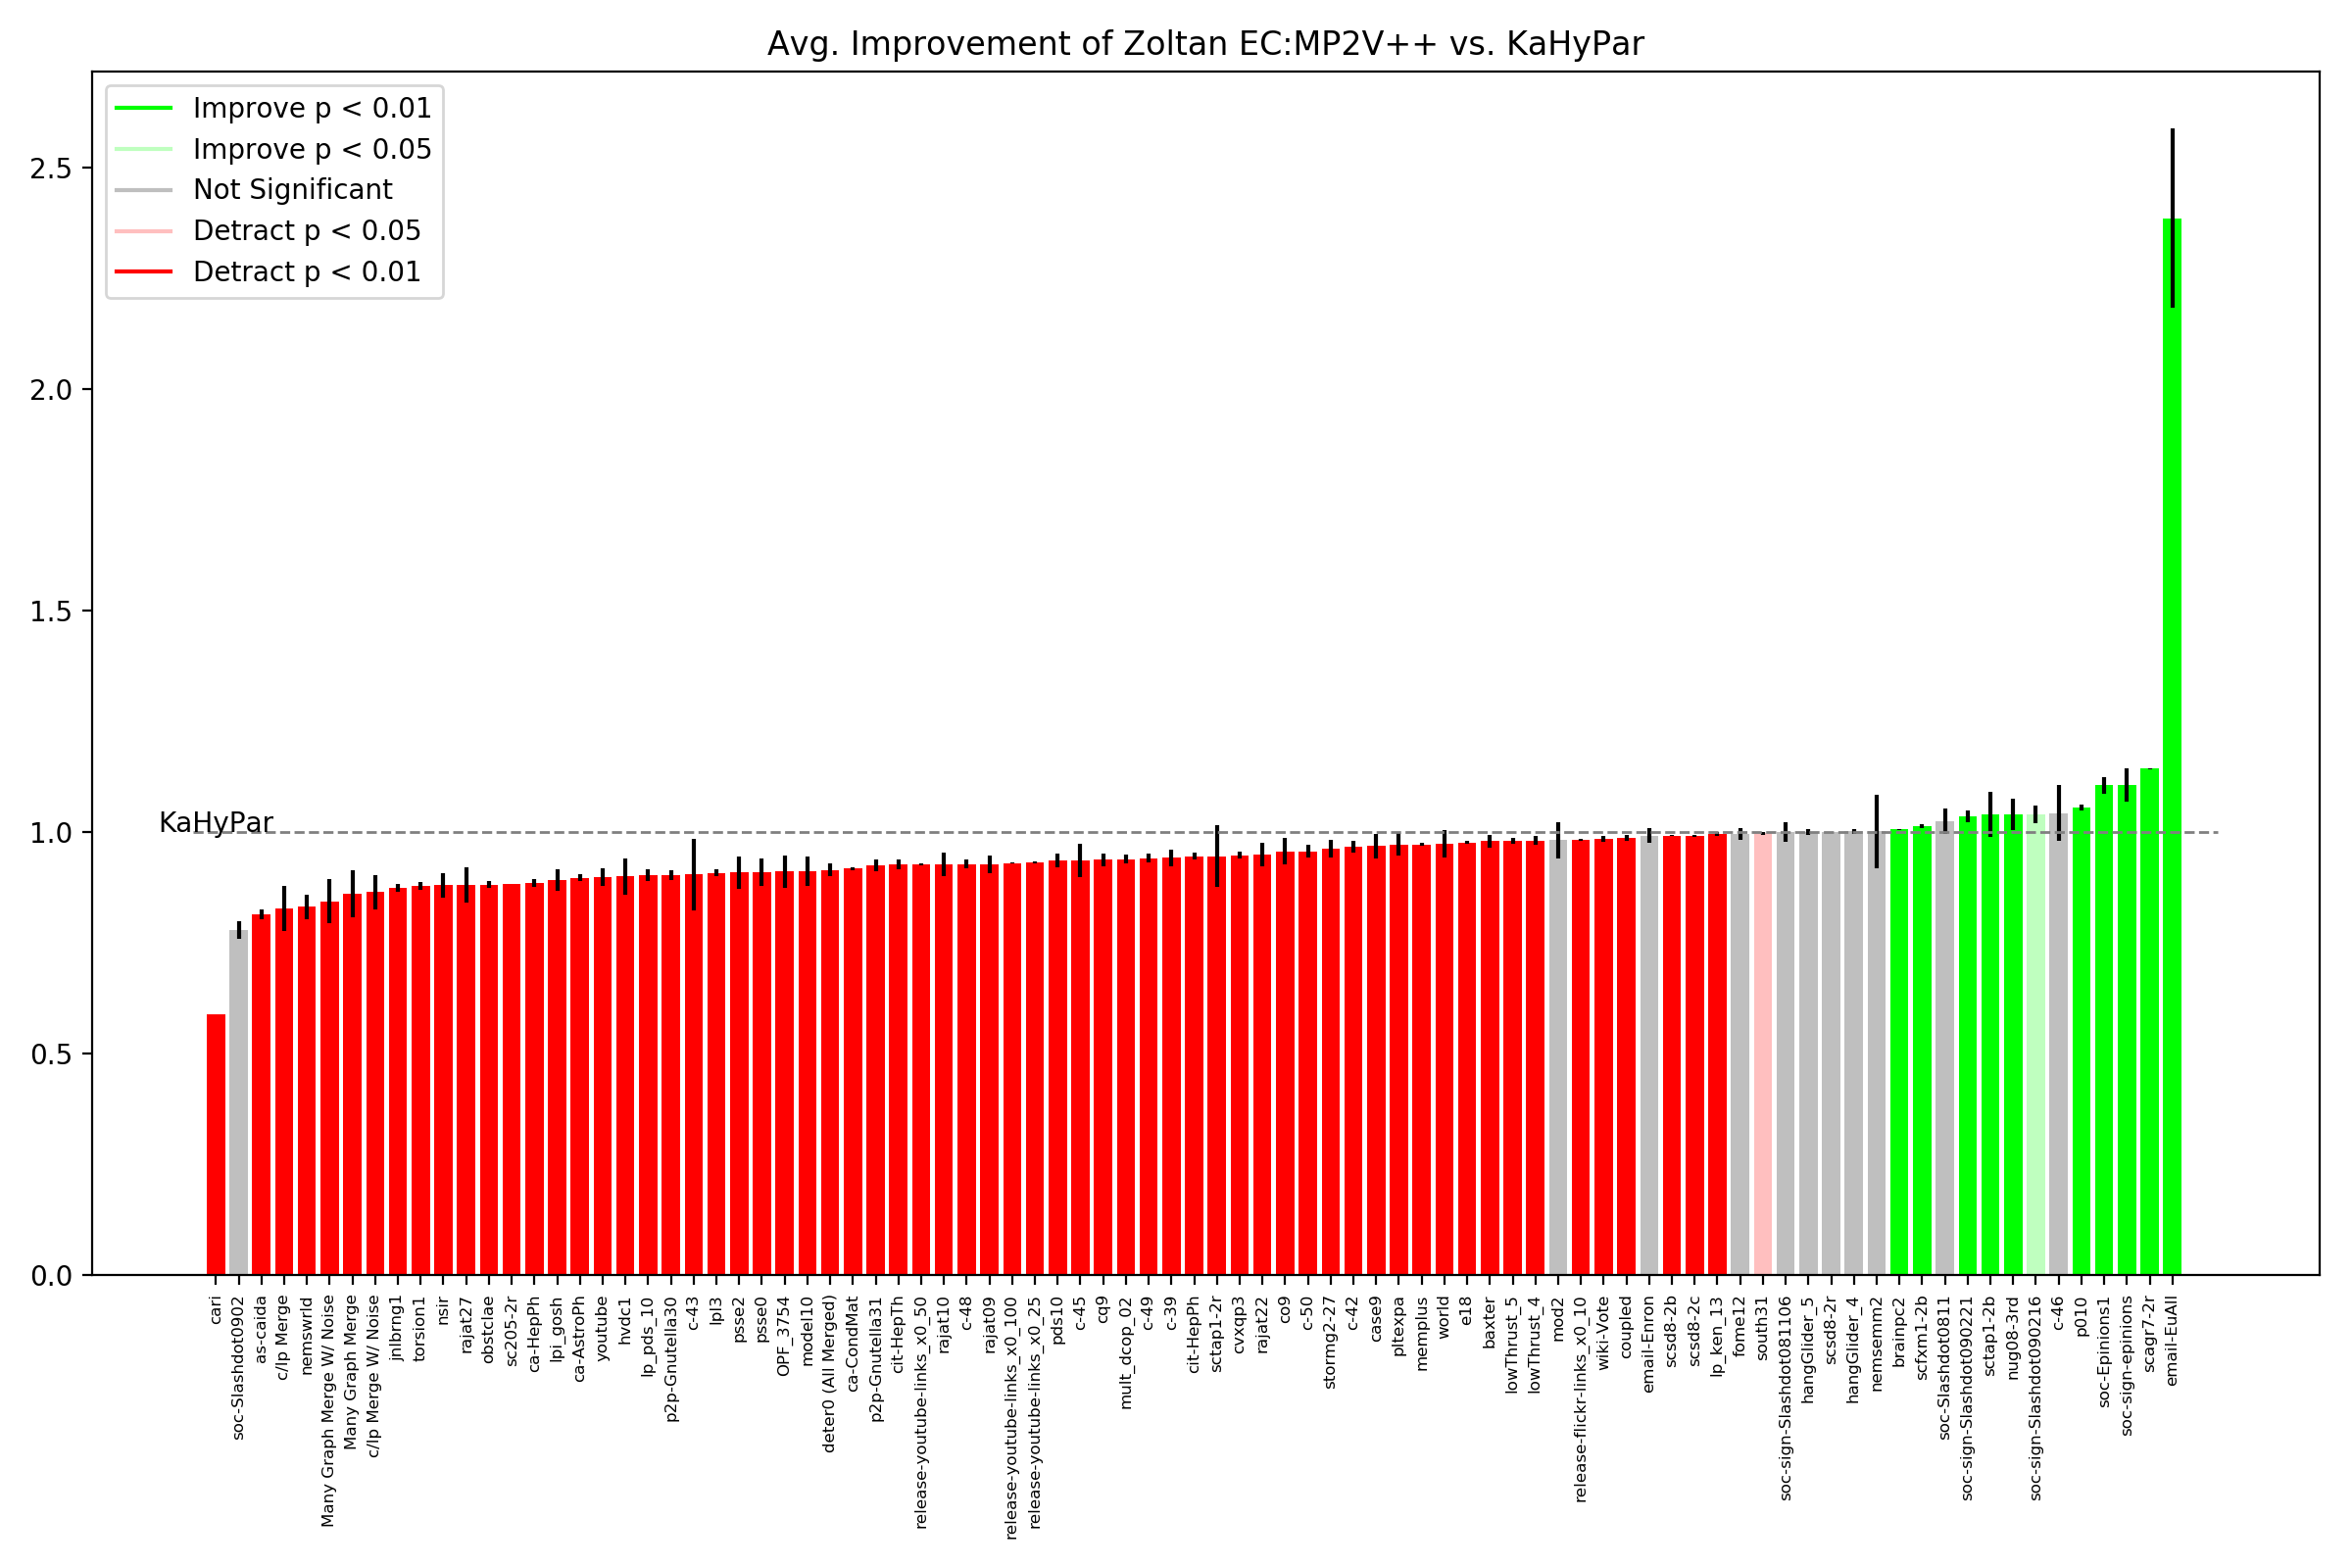 Avg. Improvement of Zoltan EC:MP2V++ vs. KaHyPar
Improve p < 0.01
Improve p < 0.05
Not Significant
Detract p < 0.05
Detract p < 0.01
2.5
2.0
1.5
1.0
0.5
0.0
KaHyPar
cari
soc-Slashdot0902
as-caida
c/lp Merge
nemswrld
Many Graph Merge W/ Noise
Many Graph Merge
c/lp Merge W/ Noise
jnlbrng1
torsion1
nsir
rajat27
obstclae
sc205-2r
ca-HepPh
lpi_gosh
ca-AstroPh
youtube
hvdc1
lp_pds_10
p2p-Gnutella30
c-43
lpl3
psse2
psse0
OPF_3754
model10
deter0 (All Merged)
ca-CondMat
p2p-Gnutella31
cit-HepTh
release-youtube-links_x0_50
rajat10
c-48
rajat09
release-youtube-links_x0_100
release-youtube-links_x0_25
pds10
c-45
cq9
mult_dcop_02
c-49
c-39
cit-HepPh
sctap1-2r
cvxqp3
rajat22
co9
c-50
stormg2-27
c-42
case9
pltexpa
memplus
world
e18
baxter
lowThrust_5
lowThrust_4
mod2
release-flickr-links_x0_10
wiki-Vote
coupled
email-Enron
scsd8-2b
scsd8-2c
lp_ken_13
fome12
south31
soc-sign-Slashdot081106
hangGlider_5
scsd8-2r
hangGlider_4
nemsemm2
brainpc2
scfxm1-2b
soc-Slashdot0811
soc-sign-Slashdot090221
sctap1-2b
nug08-3rd
soc-sign-Slashdot090216
c-46
p010
soc-Epinions1
soc-sign-epinions
scagr7-2r
email-EuAll